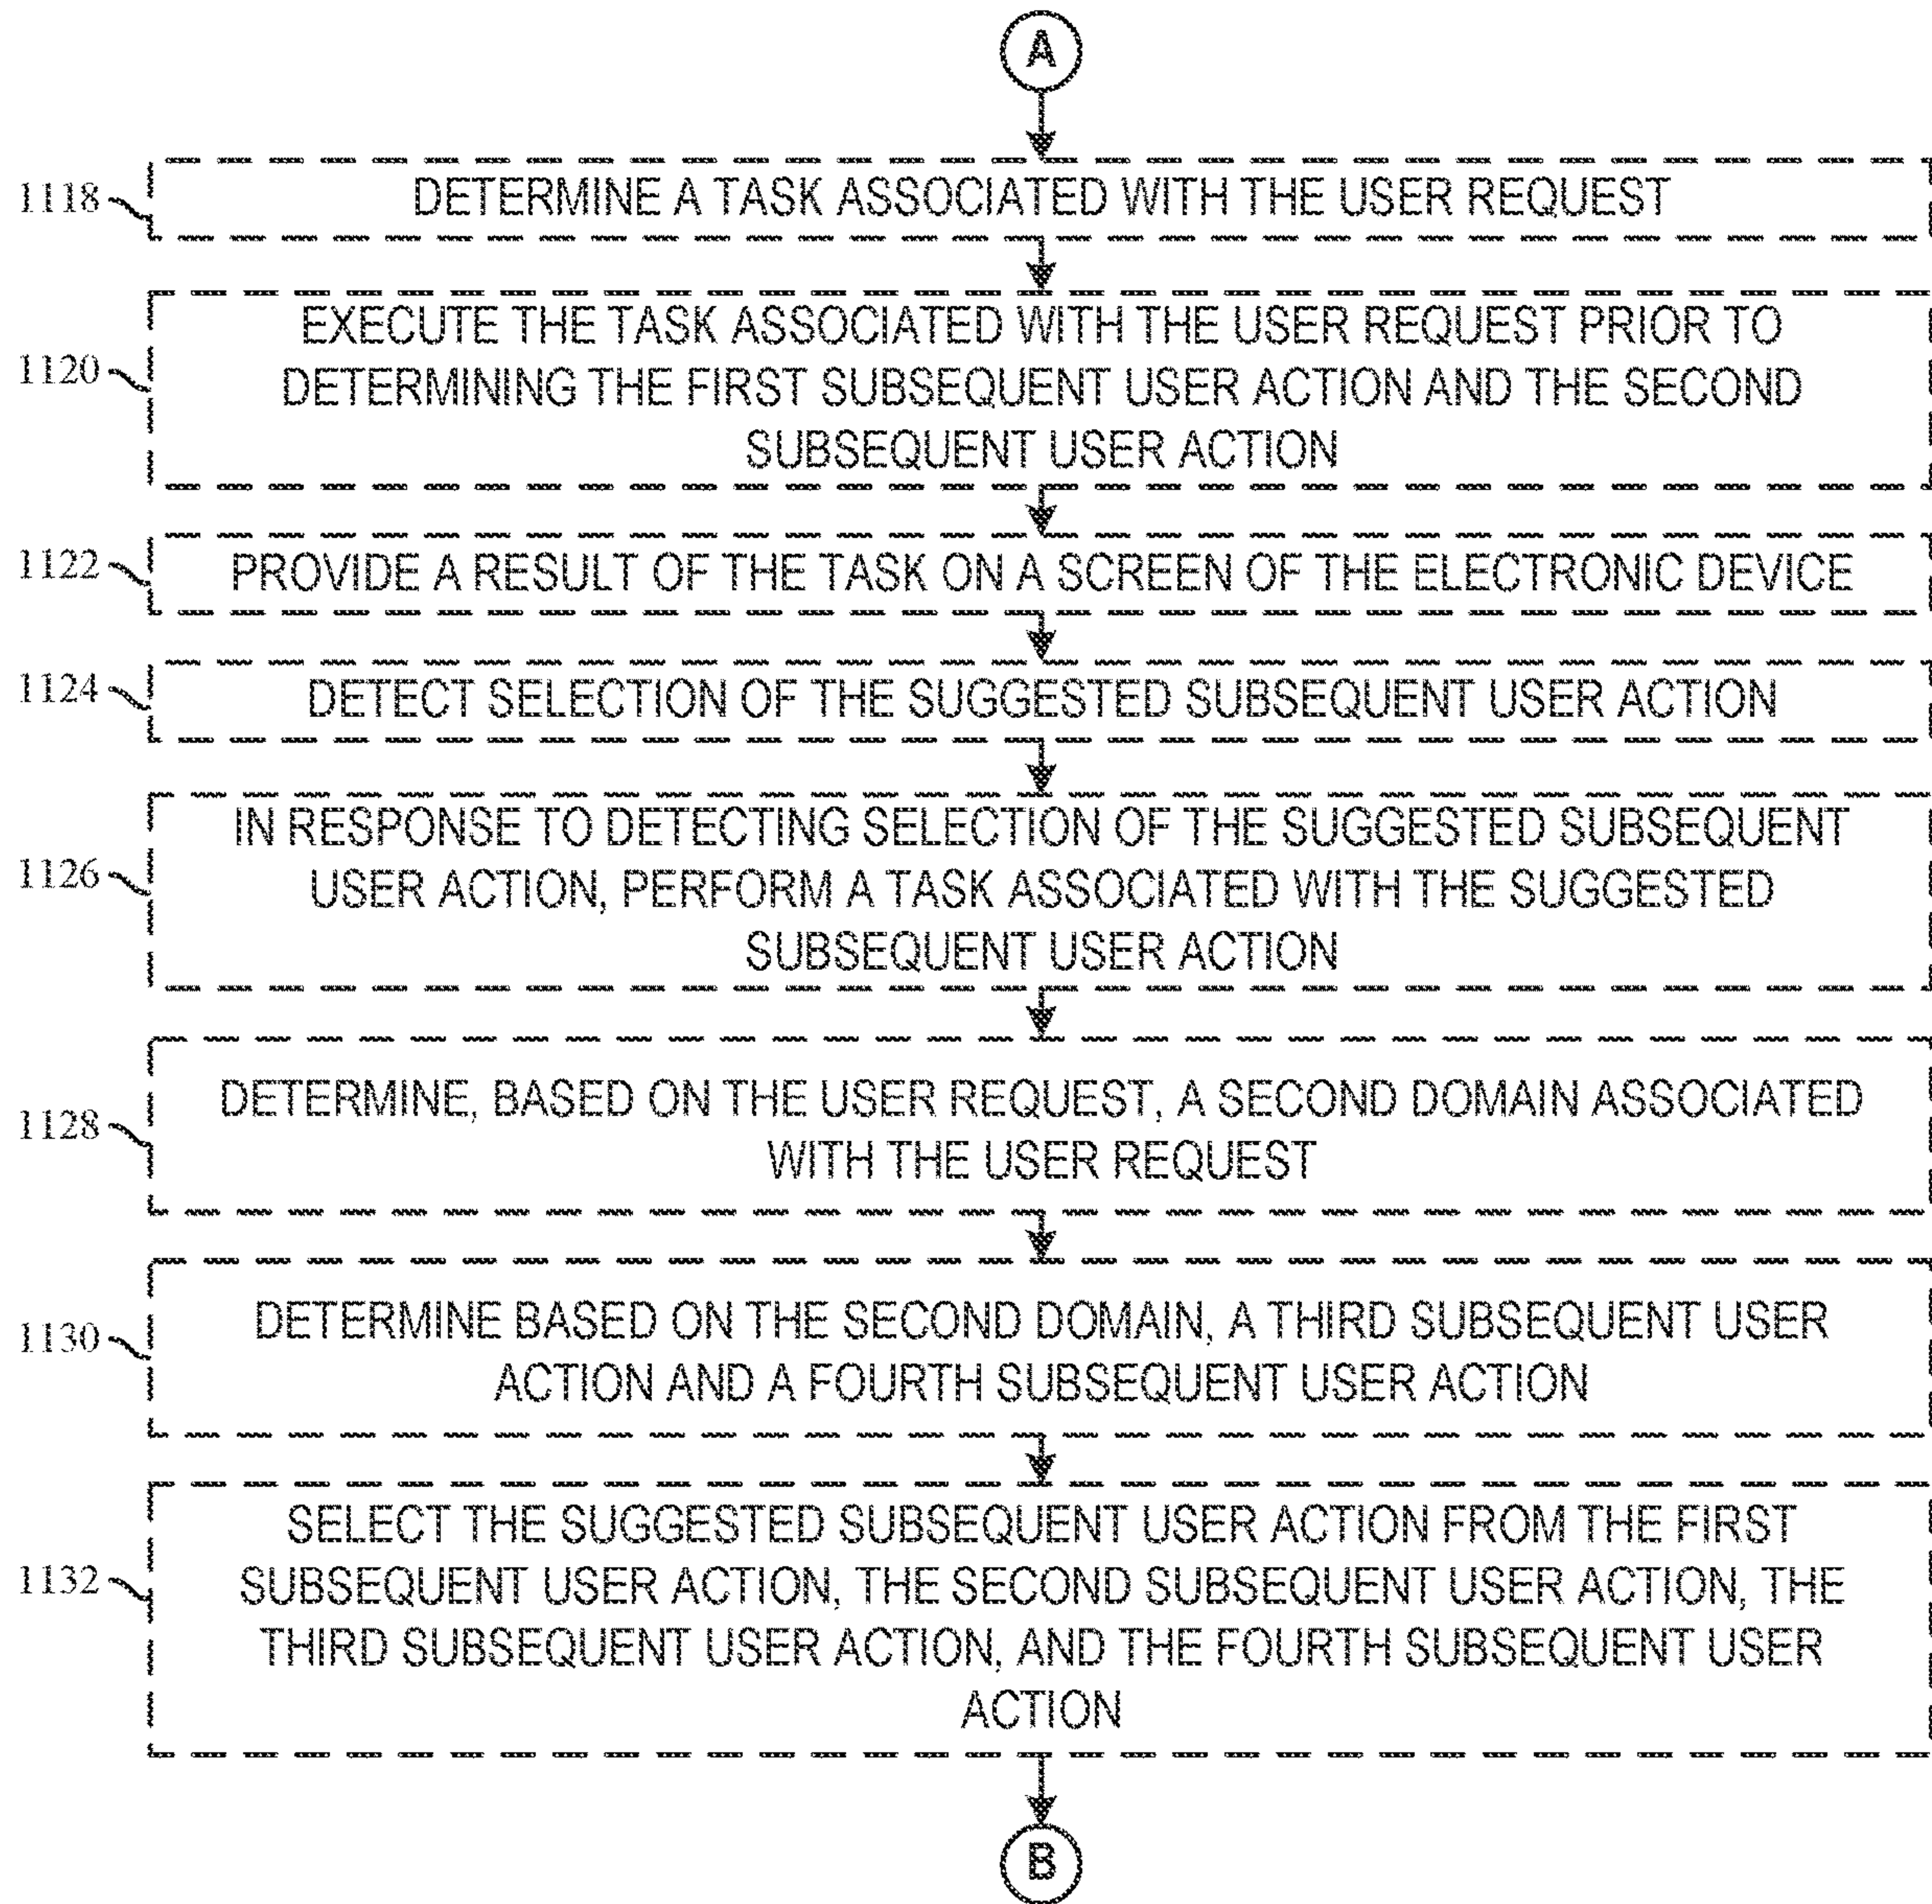 A
1118
DETERMINE A TASK ASSOCIATED WITH THE USER REQUEST
1120
EXECUTE THE TASK ASSOCIATED WITH THE USER REQUEST PRIOR TO
DETERMINING THE FIRST SUBSEQUENT USER ACTION AND THE SECOND
SUBSEQUENT USER ACTION
1122
PROVIDE A RESULT OF THE TASK ON A SCREEN OF THE ELECTRONIC DEVICE
1124
DETECT SELECTION OF THE SUGGESTED SUBSEQUENT USER ACTION
1126
IN RESPONSE TO DETECTING SELECTION OF THE SUGGESTED SUBSEQUENT
USER ACTION, PERFORM A TASK ASSOCIATED WITH THE SUGGESTED
SUBSEQUENT USER ACTION
1128
DETERMINE, BASED ON THE USER REQUEST, A SECOND DOMAIN ASSOCIATED
WITH THE USER REQUEST
1130
DETERMINE BASED ON THE SECOND DOMAIN, A THIRD SUBSEQUENT USER
ACTION AND A FOURTH SUBSEQUENT USER ACTION
1132
SELECT THE SUGGESTED SUBSEQUENT USER ACTION FROM THE FIRST
SUBSEQUENT USER ACTION, THE SECOND SUBSEQUENT USER ACTION, THE
THIRD SUBSEQUENT USER ACTION, AND THE FOURTH SUBSEQUENT USER
ACTION
B